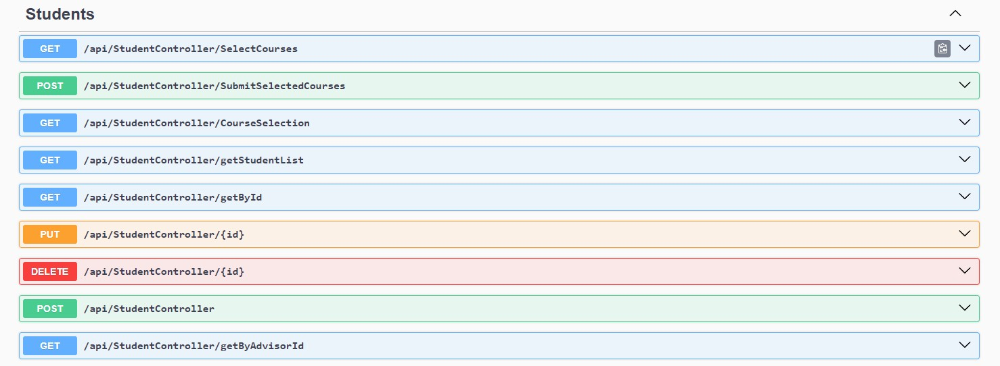 Students
GET /api/StudentController/SelectCourses
POST /api/StudentController/SubmitSelectedCourses
GET /api/StudentController/CourseSelection
GET /api/StudentController/getStudentList
GET /api/StudentController/getById
PUT /api/StudentController/{id}
DELETE /api/StudentController/{id}
POST /api/StudentController
GET /api/StudentController/getByAdvisorId